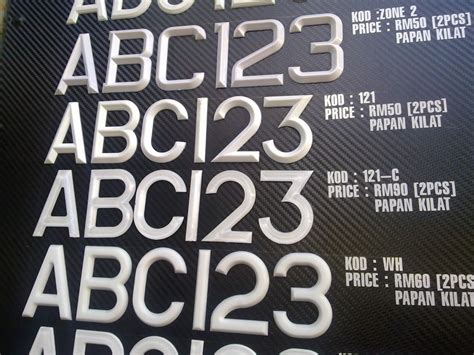 ABC123
KOD :ZONE 2
PRICE : RM50 [2PCS]
PAPAN KILAT
ABC123
KOD : 121
PRICE : RM50 [2PCS]
PAPAN KILAT
ABC123
KOD : 121–C
PRICE : RM90 [2PCS]
PAPAN KILAT
ABC123
KOD : WH
PRICE : RM60 [2PCS]
PAPAN KILAT